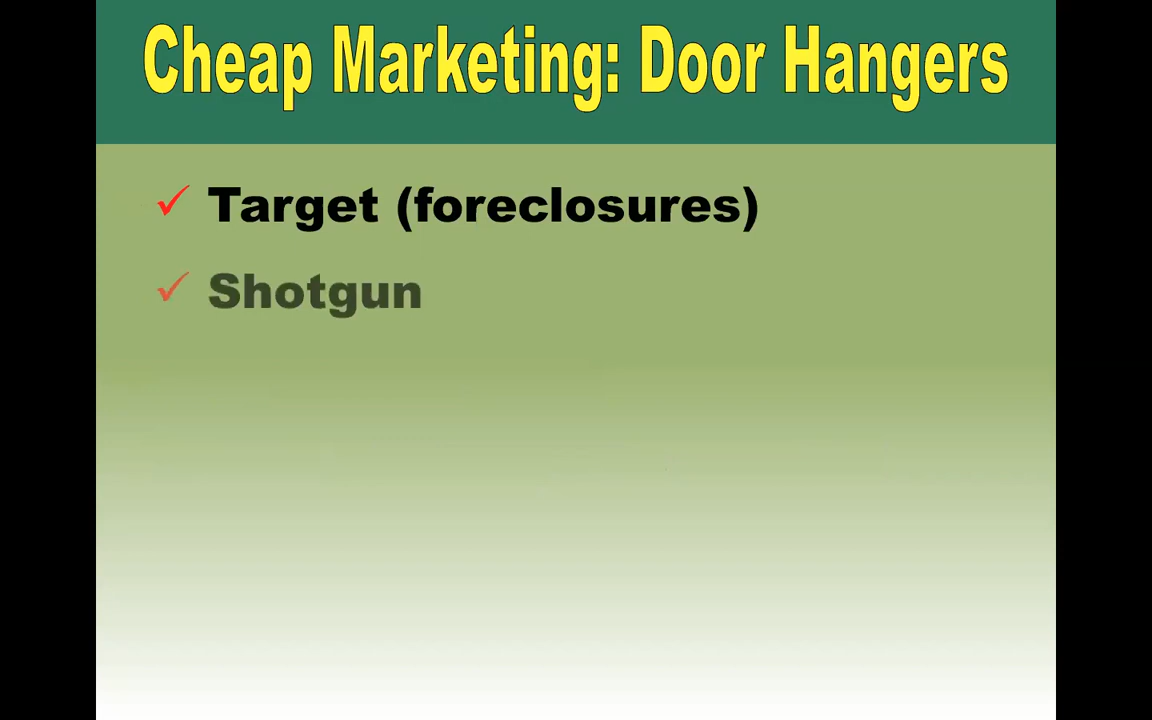 Cheap Marketing: Door Hangers
✓ Target (foreclosures)
✓ Shotgun